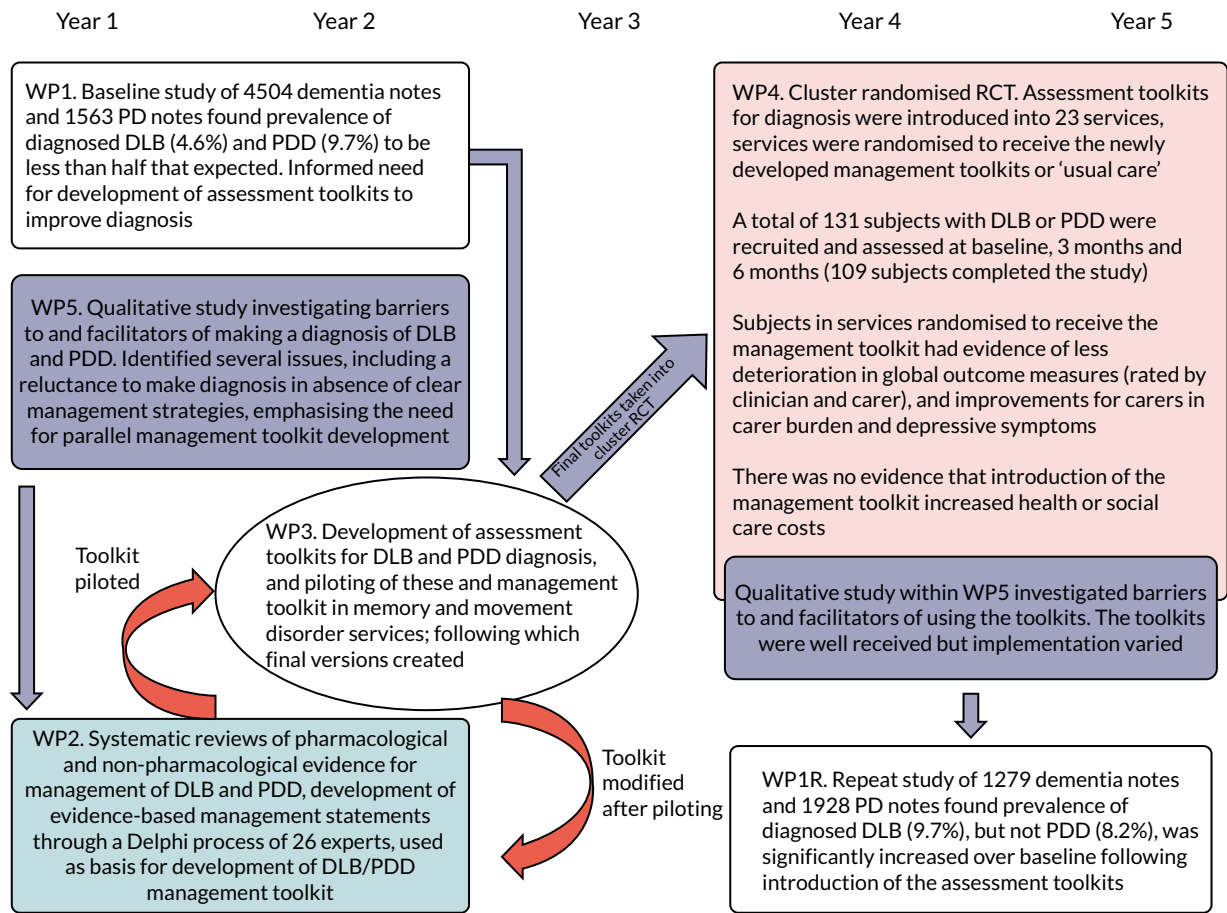 Year 1
Year 2
Year 3
Year 4
Year 5
WP1. Baseline study of 4504 dementia notes
and 1563 PD notes found prevalence of
diagnosed DLB (4.6%) and PDD (9.7%) to be
less than half that expected. Informed need
for development of assessment toolkits to
improve diagnosis
WP5. Qualitative study investigating barriers
to and facilitators of making a diagnosis of DLB
and PDD. Identified several issues, including a
reluctance to make diagnosis in absence of clear
management strategies, emphasising the need
for parallel management toolkit development
Toolkit
piloted
WP3. Development of assessment
toolkits for DLB and PDD diagnosis,
and piloting of these and management
toolkit in memory and movement
disorder services; following which
final versions created
WP2. Systematic reviews of pharmacological
and non-pharmacological evidence for
management of DLB and PDD, development of
evidence-based management statements
through a Delphi process of 26 experts, used
as basis for development of DLB/PDD
management toolkit
Toolkit
modified
after piloting
Final toolkits taken into
cluster RCT
WP4. Cluster randomised RCT. Assessment toolkits
for diagnosis were introduced into 23 services,
services were randomised to receive the newly
developed management toolkits or ‘usual care’
A total of 131 subjects with DLB or PDD were
recruited and assessed at baseline, 3 months and
6 months (109 subjects completed the study)
Subjects in services randomised to receive the
management toolkit had evidence of less
deterioration in global outcome measures (rated by
clinician and carer), and improvements for carers in
carer burden and depressive symptoms
There was no evidence that introduction of the
management toolkit increased health or social
care costs
Qualitative study within WP5 investigated barriers
to and facilitators of using the toolkits. The toolkits
were well received but implementation varied
WP1R. Repeat study of 1279 dementia notes
and 1928 PD notes found prevalence of
diagnosed DLB (9.7%), but not PDD (8.2%), was
significantly increased over baseline following
introduction of the assessment toolkits